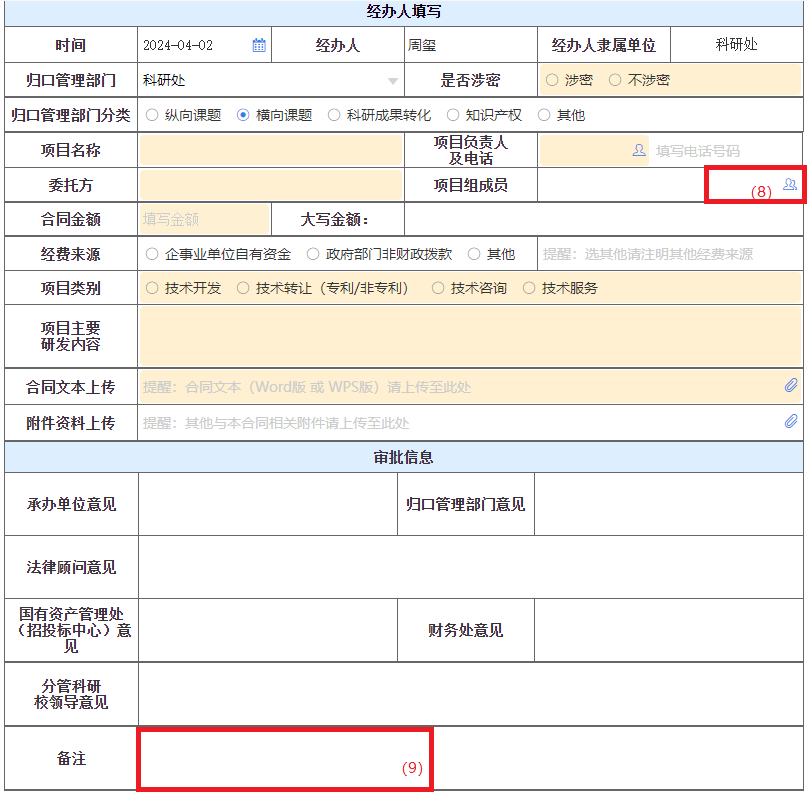 经办人填写
时间 2024-04-02 经办人 周玺 经办人隶属单位 科研处
归口管理部门 科研处 是否涉密 涉密 不涉密
归口管理部门分类 纵向课题 横向课题 科研成果转化 知识产权 其他
项目名称 项目负责人
及电话 填写电话号码
委托方 项目组成员 (8)
合同金额 填写金额 大写金额：
经费来源 企事业单位自有资金 政府部门非财政拨款 其他 提醒：选其他请注明其他经费来源
项目类别 技术开发 技术转让（专利/非专利） 技术咨询 技术服务
项目主要
研发内容
合同文本上传 提醒：合同文本（Word版 或 WPS版）请上传至此处
附件资料上传 提醒：其他与本合同相关附件请上传至此处
审批信息
承办单位意见 归口管理部门意见
法律顾问意见
国有资产管理处
（招投标中心）意
见 财务处意见
分管科研
校领导意见
备注 (9)